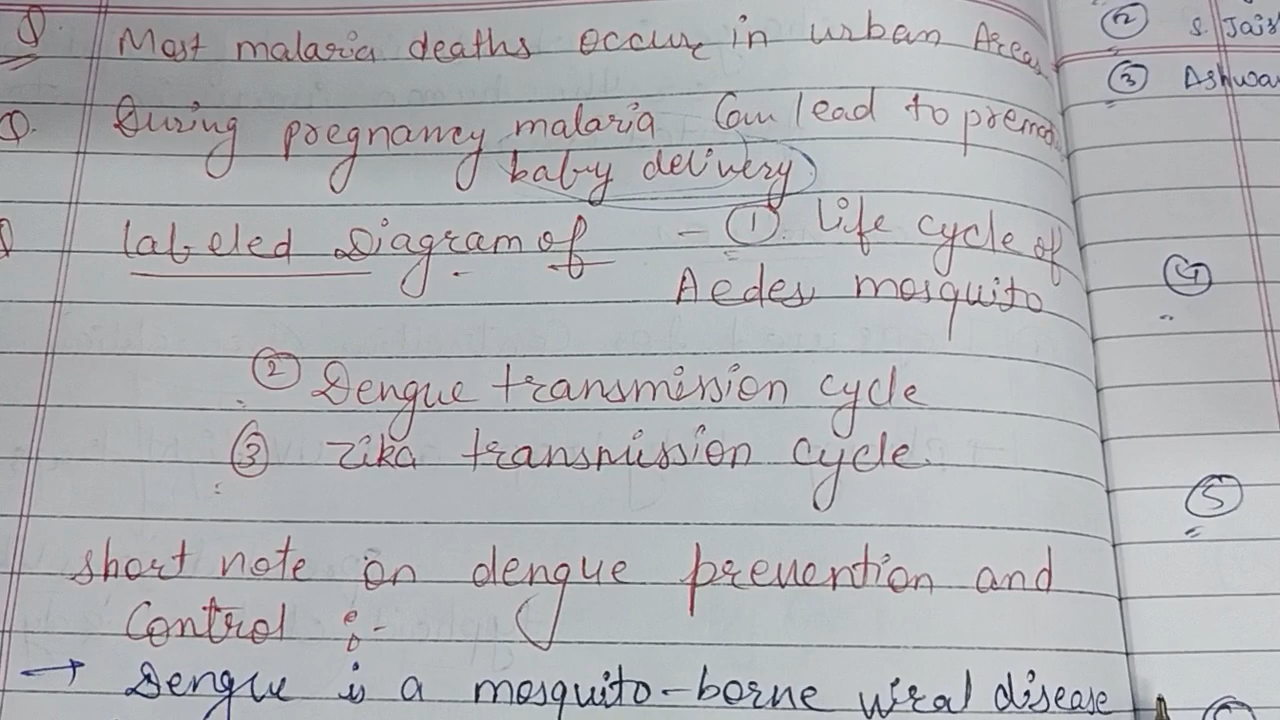 Q. Most malaria deaths occur in urban Areas
Q. During pregnancy malaria can lead to premat
baby delivery
labeled Diagram of - ① Life cycle of
Aedes mosquito
② Dengue transmission cycle
③ Zika transmission cycle.
short note on dengue prevention and
Control :-
→ Dengue is a mosquito-borne viral disease
② S. Jais
③ Ashwa
④
⑤